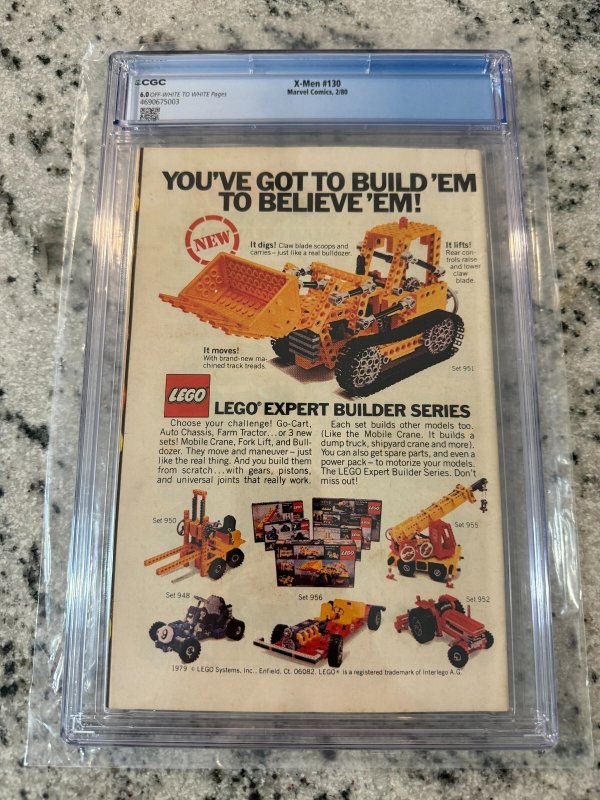 CGC
X-Men #130
6.0 OFF-WHITE TO WHITE Pages
Marvel Comics, 2/80
4690675003
YOU'VE GOT TO BUILD 'EM
TO BELIEVE 'EM!
NEW
It digs! Claw blade scoops and
carries – just like a real bulldozer.
It lifts!
Rear con-
trols raise
and lower
claw
blade.
It moves!
With brand-new ma-
chined track treads.
Set 951
LEGO
LEGO® EXPERT BUILDER SERIES
Choose your challenge! Go-Cart,
Auto Chassis, Farm Tractor...or 3 new
sets! Mobile Crane, Fork Lift, and Bull-
dozer. They move and maneuver – just
like the real thing. And you build them
from scratch...with gears, pistons,
and universal joints that really work.
Each set builds other models too.
(Like the Mobile Crane. It builds a
dump truck, shipyard crane and more).
You can also get spare parts, and even a
power pack – to motorize your models.
The LEGO Expert Builder Series. Don't
miss out!
Set 950
Set 955
Set 948
Set 956
Set 952
1979 © LEGO Systems, Inc., Enfield, Ct. 06082. LEGO® is a registered trademark of Interlego A.G.